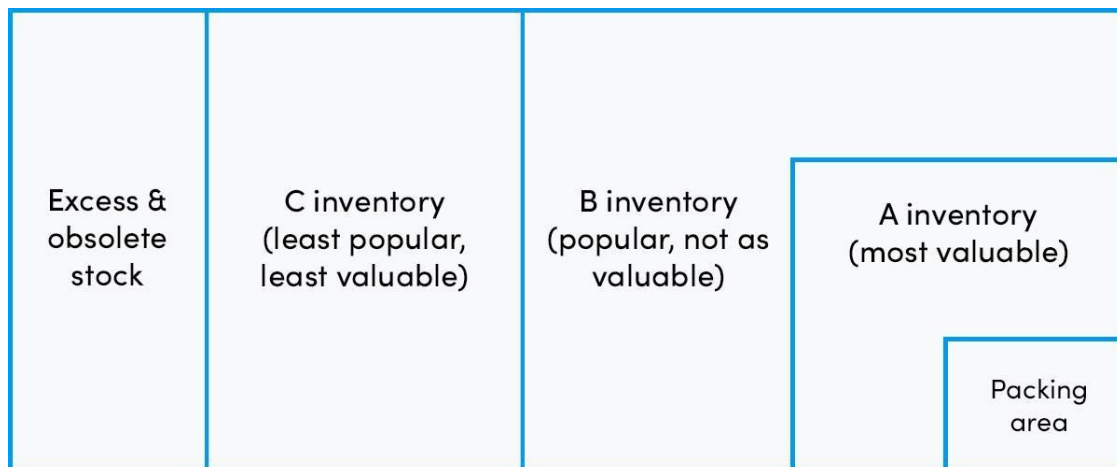 Excess &
obsolete
stock
C inventory
(least popular,
least valuable)
B inventory
(popular, not as
valuable)
A inventory
(most valuable)
Packing
area